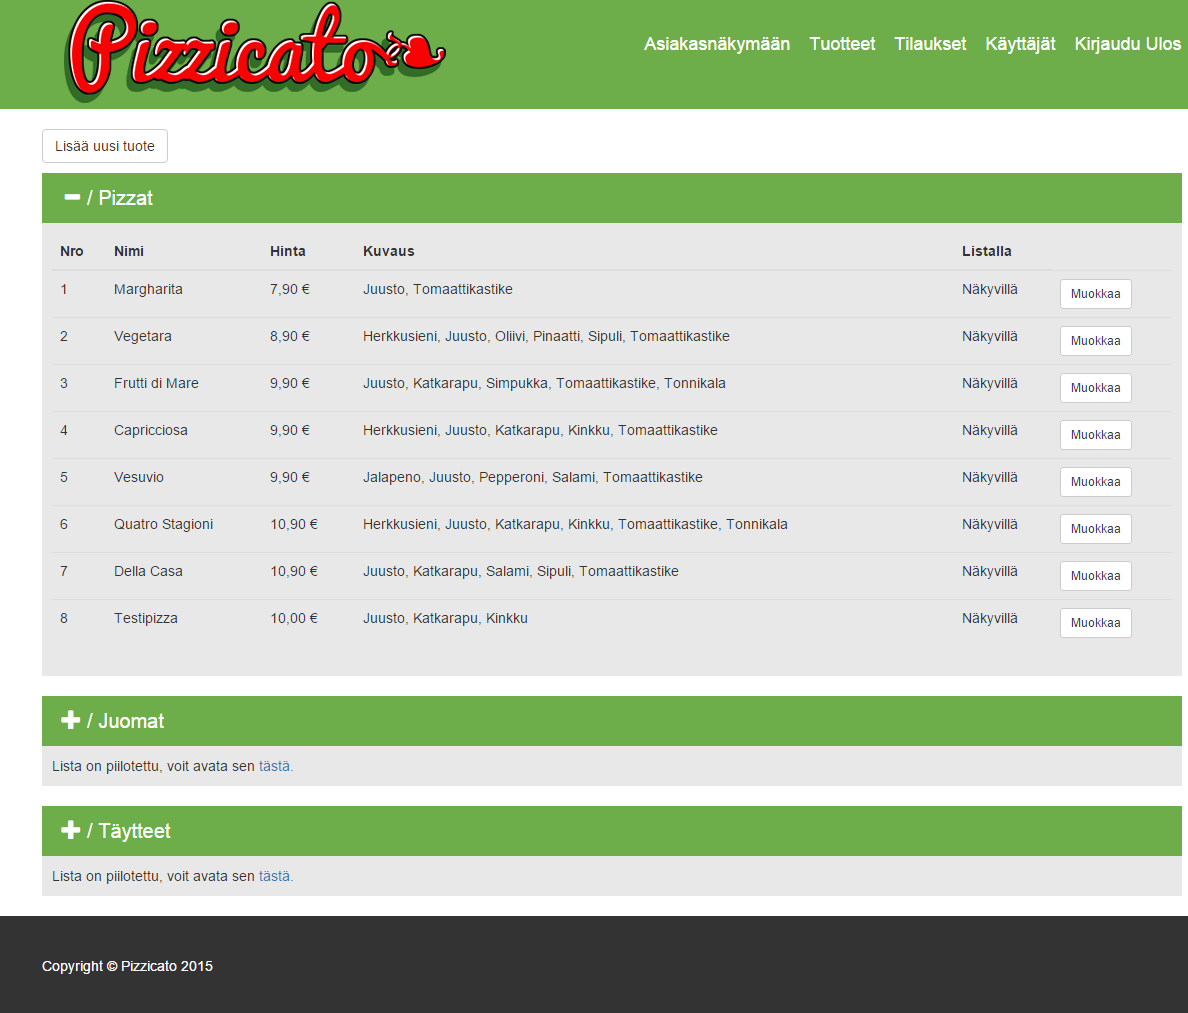 Pizzicato
Asiakasnäkymään Tuotteet Tilaukset Käyttäjät Kirjaudu Ulos
Lisää uusi tuote
/ Pizzat
Nro Nimi Hinta Kuvaus Listalla
1 Margharita 7,90 € Juusto, Tomaattikastike Näkyvillä Muokkaa
2 Vegetara 8,90 € Herkkusieni, Juusto, Oliivi, Pinaatti, Sipuli, Tomaattikastike Näkyvillä Muokkaa
3 Frutti di Mare 9,90 € Juusto, Katkarapu, Simpukka, Tomaattikastike, Tonnikala Näkyvillä Muokkaa
4 Capricciosa 9,90 € Herkkusieni, Juusto, Katkarapu, Kinkku, Tomaattikastike Näkyvillä Muokkaa
5 Vesuvio 9,90 € Jalapeno, Juusto, Pepperoni, Salami, Tomaattikastike Näkyvillä Muokkaa
6 Quatro Stagioni 10,90 € Herkkusieni, Juusto, Katkarapu, Kinkku, Tomaattikastike, Tonnikala Näkyvillä Muokkaa
7 Della Casa 10,90 € Juusto, Katkarapu, Salami, Sipuli, Tomaattikastike Näkyvillä Muokkaa
8 Testipizza 10,00 € Juusto, Katkarapu, Kinkku Näkyvillä Muokkaa
/ Juomat
Lista on piilotettu, voit avata sen tästä.
/ Täytteet
Lista on piilotettu, voit avata sen tästä.
Copyright © Pizzicato 2015